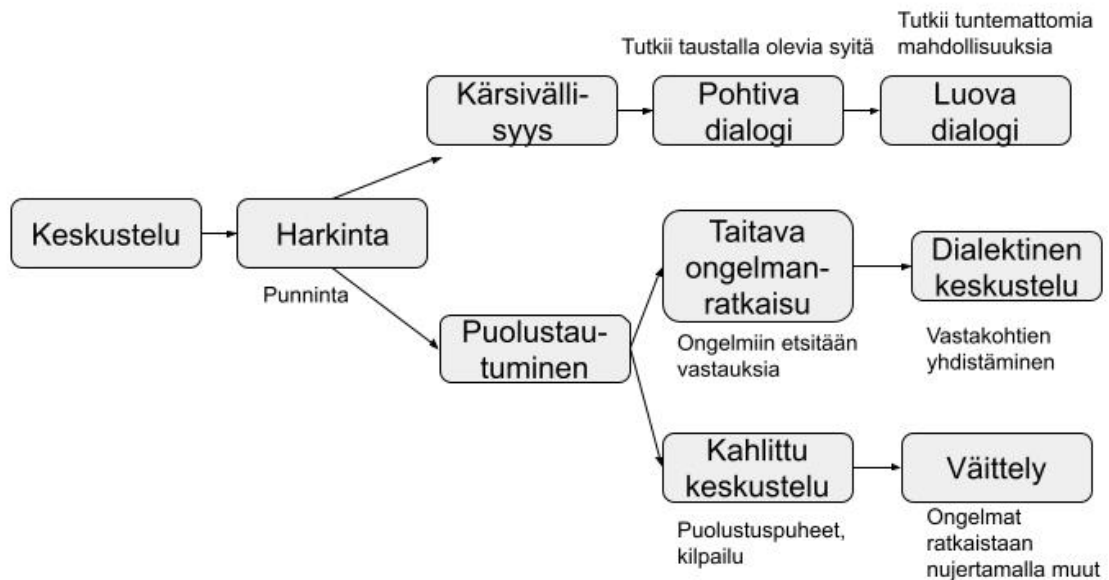 Tutkii taustalla olevia syitä
Tutkii tuntemattomia
mahdollisuuksia
Kärsivälli-
syys
Pohtiva
dialogi
Luova
dialogi
Keskustelu
Harkinta
Punninta
Puolustau-
tuminen
Taitava
ongelman-
ratkaisu
Ongelmiin etsitään
vastauksia
Dialektinen
keskustelu
Vastakohtien
yhdistäminen
Kahlittu
keskustelu
Puolustuspuheet,
kilpailu
Väittely
Ongelmat
ratkaistaan
nujertamalla muut